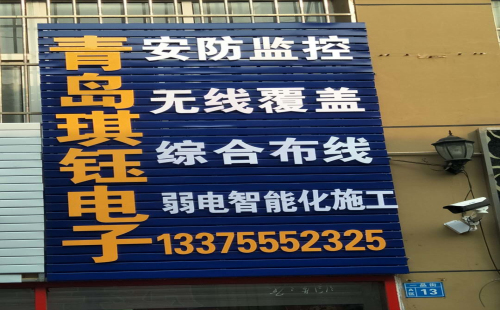 青岛琪钰电子
安防监控
无线覆盖
综合布线
弱电智能化施工
13375552325
13